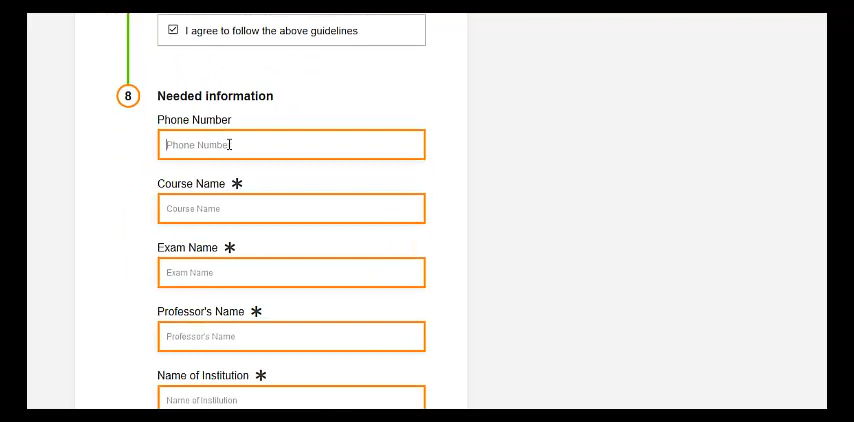 I agree to follow the above guidelines
8 Needed information
Phone Number
Phone Number
Course Name *
Course Name
Exam Name *
Exam Name
Professor's Name *
Professor's Name
Name of Institution *
Name of Institution